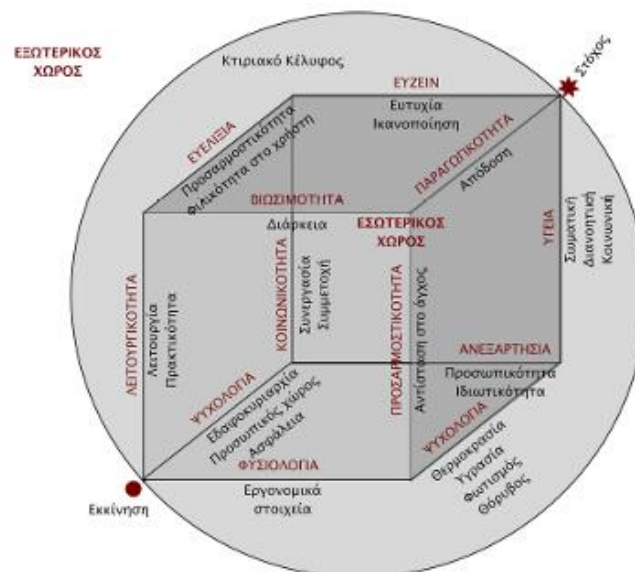 ΕΞΩΤΕΡΙΚΟΣ
ΧΩΡΟΣ
Κτιριακό Κέλυφος
Στόχος
ΕΥΖΕΙΝ
Ευτυχία
Ικανοποίηση
ΕΥΕΛΙΞΙΑ
Προσαρμοστικότητα
Φιλικότητα στο χρήστη
ΠΑΡΑΓΩΓΙΚΟΤΗΤΑ
Απόδοση
ΒΙΩΣΙΜΟΤΗΤΑ
Διάρκεια
ΕΣΩΤΕΡΙΚΟΣ
ΧΩΡΟΣ
ΥΓΕΙΑ
Σωματική
Διανοητική
Κοινωνική
ΛΕΙΤΟΥΡΓΙΚΟΤΗΤΑ
Λειτουργία
Πρακτικότητα
ΚΟΙΝΩΝΙΚΟΤΗΤΑ
Συνεργασία
Συμμετοχή
ΠΡΟΣΑΡΜΟΣΤΙΚΟΤΗΤΑ
Αντίσταση στο άγχος
ΑΝΕΞΑΡΤΗΣΙΑ
Προσωπικότητα
Ιδιωτικότητα
ΨΥΧΟΛΟΓΙΑ
Εδαφοκυριαρχία
Προσωπικός χώρος
Ασφάλεια
ΨΥΧΟΛΟΓΙΑ
Θερμοκρασία
Υγρασία
Φωτισμός
Θόρυβος
ΦΥΣΙΟΛΟΓΙΑ
Εργονομικά
στοιχεία
Εκκίνηση